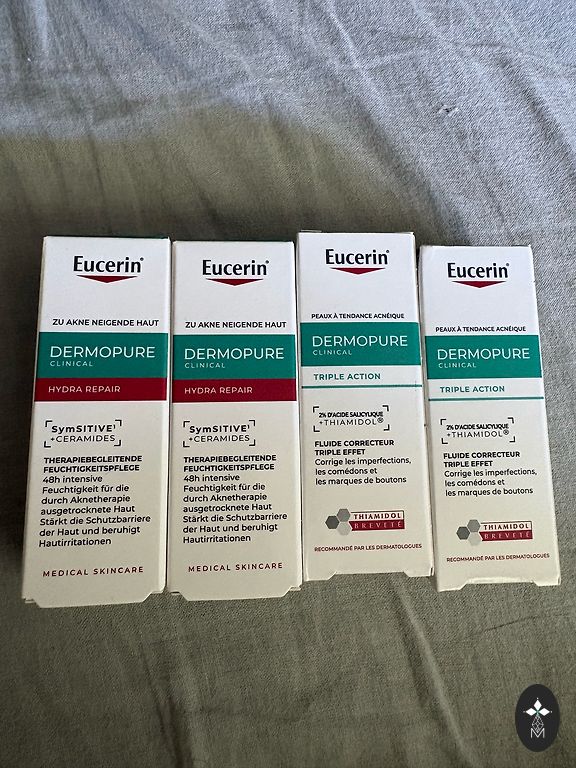 Eucerin®
ZU AKNE NEIGENDE HAUT
DERMOPURE
CLINICAL
HYDRA REPAIR
SymSITIVE¹
+CERAMIDES
THERAPIEBEGLEITENDE
FEUCHTIGKEITSPFLEGE
48h intensive
Feuchtigkeit für die
durch Aknetherapie
ausgetrocknete Haut
Stärkt die Schutzbarriere
der Haut und beruhigt
Hautirritationen
MEDICAL SKINCARE
Eucerin®
ZU AKNE NEIGENDE HAUT
DERMOPURE
CLINICAL
HYDRA REPAIR
SymSITIVE¹
+CERAMIDES
THERAPIEBEGLEITENDE
FEUCHTIGKEITSPFLEGE
48h intensive
Feuchtigkeit für die
durch Aknetherapie
ausgetrocknete Haut
Stärkt die Schutzbarriere
der Haut und beruhigt
Hautirritationen
MEDICAL SKINCARE
Eucerin®
PEAUX À TENDANCE ACNÉIQUE
DERMOPURE
CLINICAL
TRIPLE ACTION
2% D'ACIDE SALICYLIQUE
+THIAMIDOL®
FLUIDE CORRECTEUR
TRIPLE EFFET
Corrige les imperfections,
les comédons et
les marques de boutons
THIAMIDOL
BREVETÉ
RECOMMANDÉ PAR LES DERMATOLOGUES
Eucerin®
PEAUX À TENDANCE ACNÉIQUE
DERMOPURE
CLINICAL
TRIPLE ACTION
2% D'ACIDE SALICYLIQUE
+THIAMIDOL®
FLUIDE CORRECTEUR
TRIPLE EFFET
Corrige les imperfections,
les comédons et
les marques de boutons
THIAMIDOL
BREVETÉ
RECOMMANDÉ PAR LES DERMATOLOGUES
M